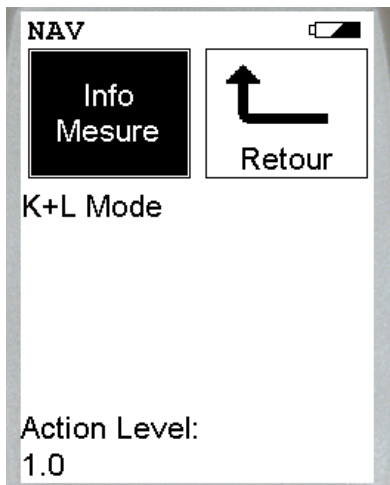 NAV
Info
Mesure
Retour
K+L Mode
Action Level:
1.0